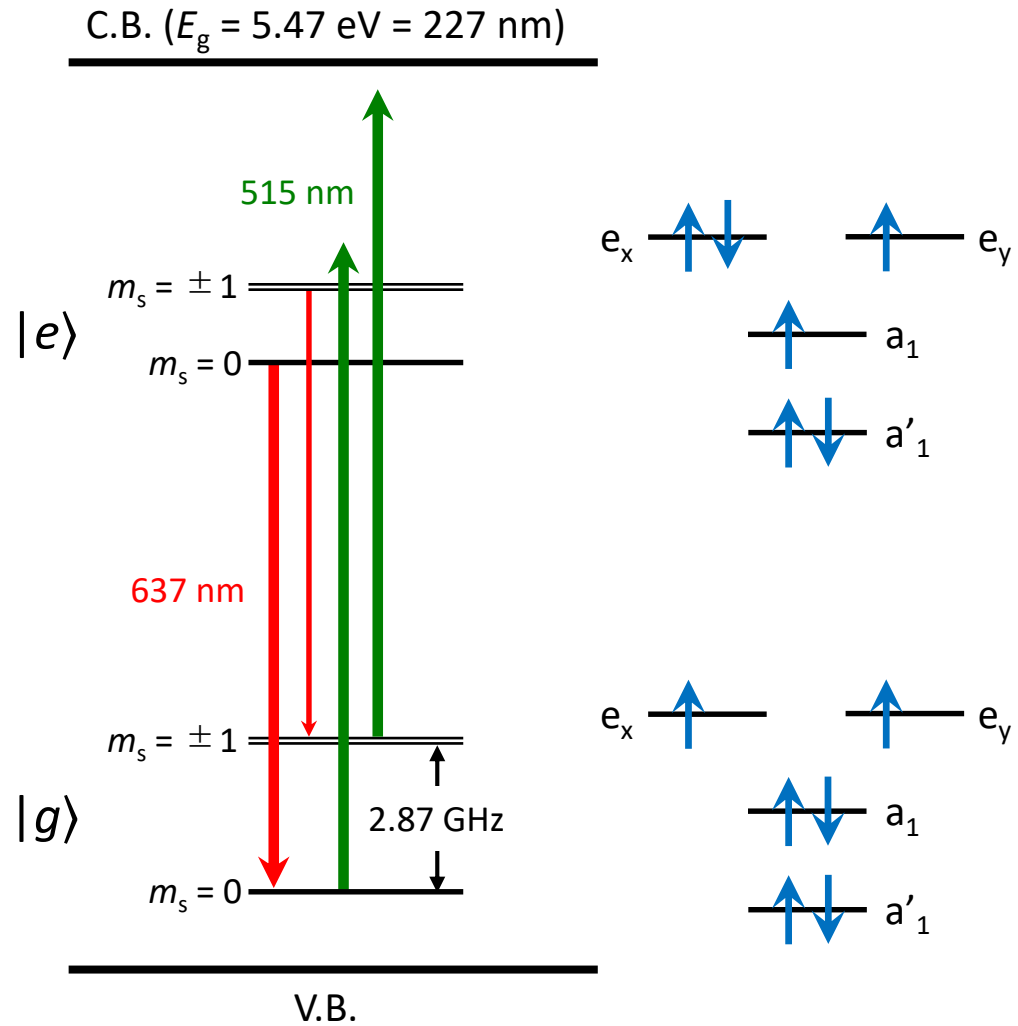 C.B. (Eg = 5.47 eV = 227 nm)
515 nm
ms = ±1
|e⟩
ms = 0
637 nm
ms = ±1
|g⟩
2.87 GHz
ms = 0
V.B.
ex
ey
a1
a’1
ex
ey
a1
a’1